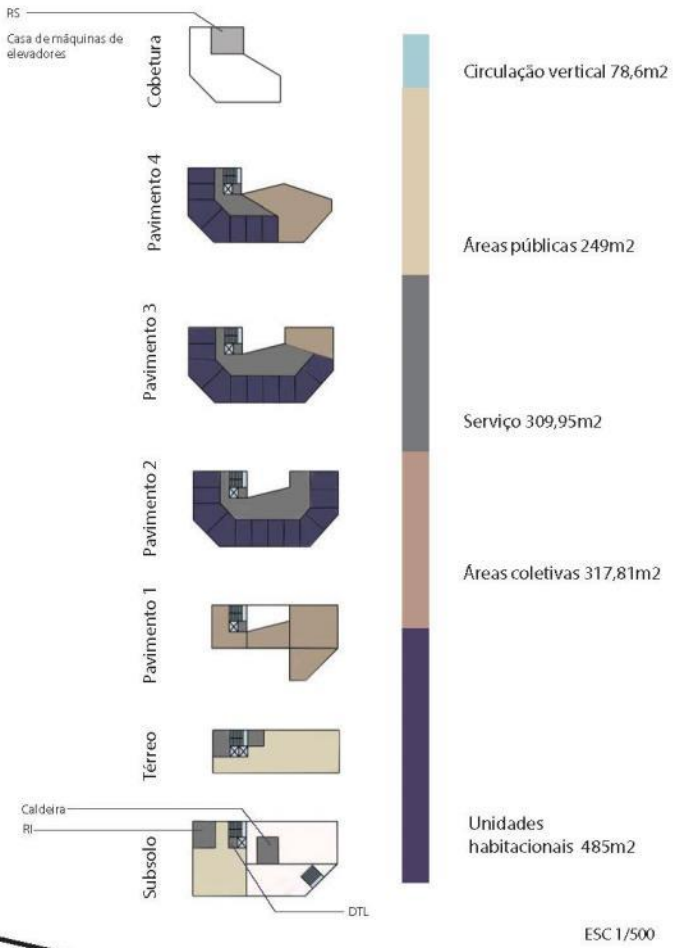 RS
Casa de máquinas de
elevadores
Cobetura
Circulação vertical 78,6m2
Pavimento 4
Áreas públicas 249m2
Pavimento 3
Serviço 309,95m2
Pavimento 2
Áreas coletivas 317,81m2
Pavimento 1
Térreo
Caldeira
RI
Subsolo
Unidades
habitacionais 485m2
DTL
ESC 1/500